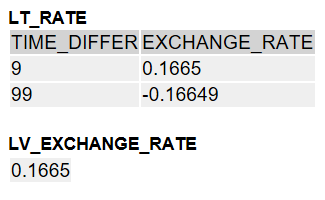 LT_RATE
TIME_DIFFER EXCHANGE_RATE
9 0.1665
99 -0.16649
LV_EXCHANGE_RATE
0.1665